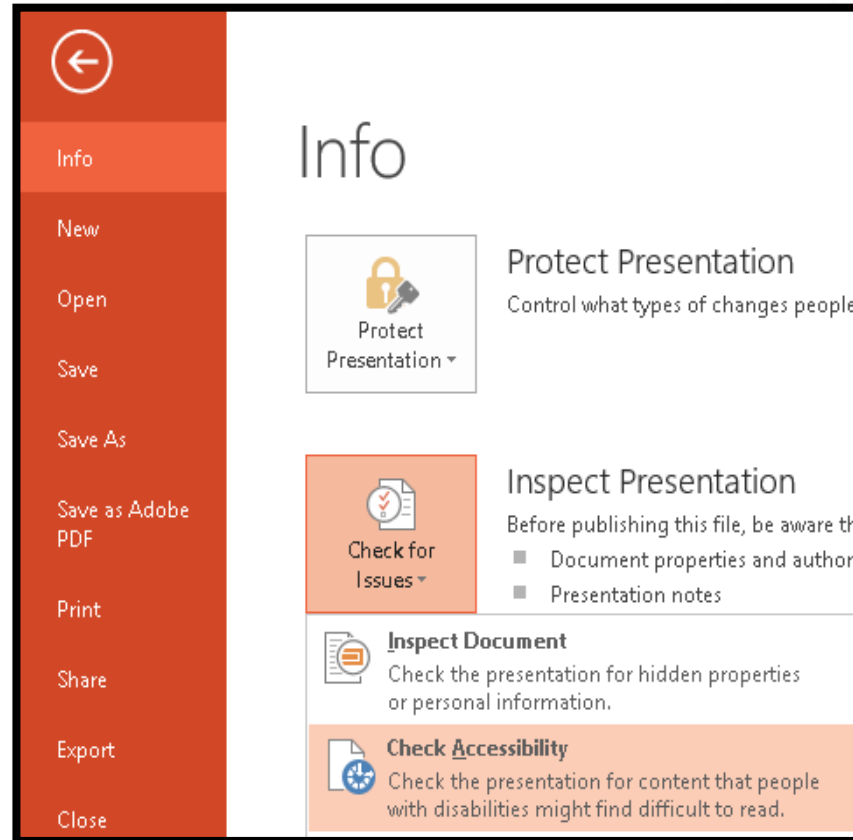 Info
New
Open
Save
Save As
Save as Adobe
PDF
Print
Share
Export
Close
Info
Protect
Presentation
Protect Presentation
Control what types of changes people
Check for
Issues
Inspect Presentation
Before publishing this file, be aware th
Document properties and author
Presentation notes
Inspect Document
Check the presentation for hidden properties
or personal information.
Check Accessibility
Check the presentation for content that people
with disabilities might find difficult to read.